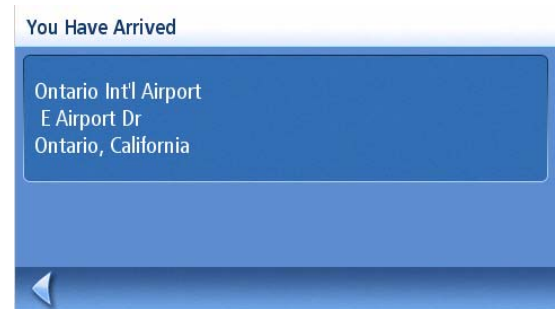 You Have Arrived
Ontario Int'l Airport
E Airport Dr
Ontario, California